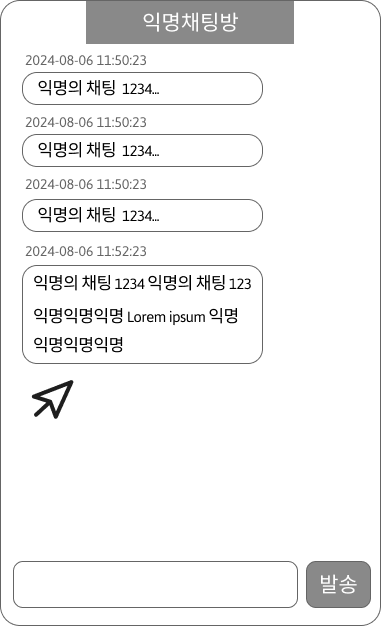 익명채팅방
2024-08-06 11:50:23
익명의 채팅 1234...
2024-08-06 11:50:23
익명의 채팅 1234...
2024-08-06 11:50:23
익명의 채팅 1234...
2024-08-06 11:52:23
익명의 채팅 1234 익명의 채팅 123
익명익명익명 Lorem ipsum 익명
익명익명익명
발송